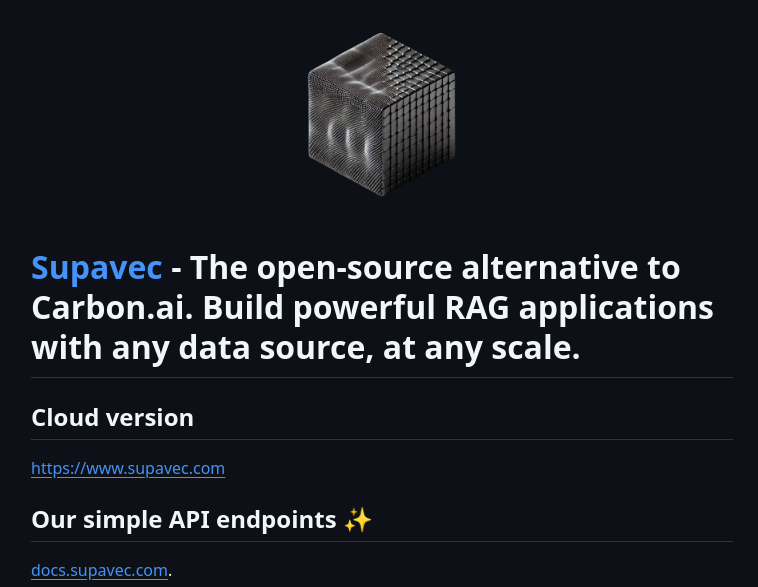 Supavec - The open-source alternative to
Carbon.ai. Build powerful RAG applications
with any data source, at any scale.
Cloud version
https://www.supavec.com
Our simple API endpoints ✨
docs.supavec.com.